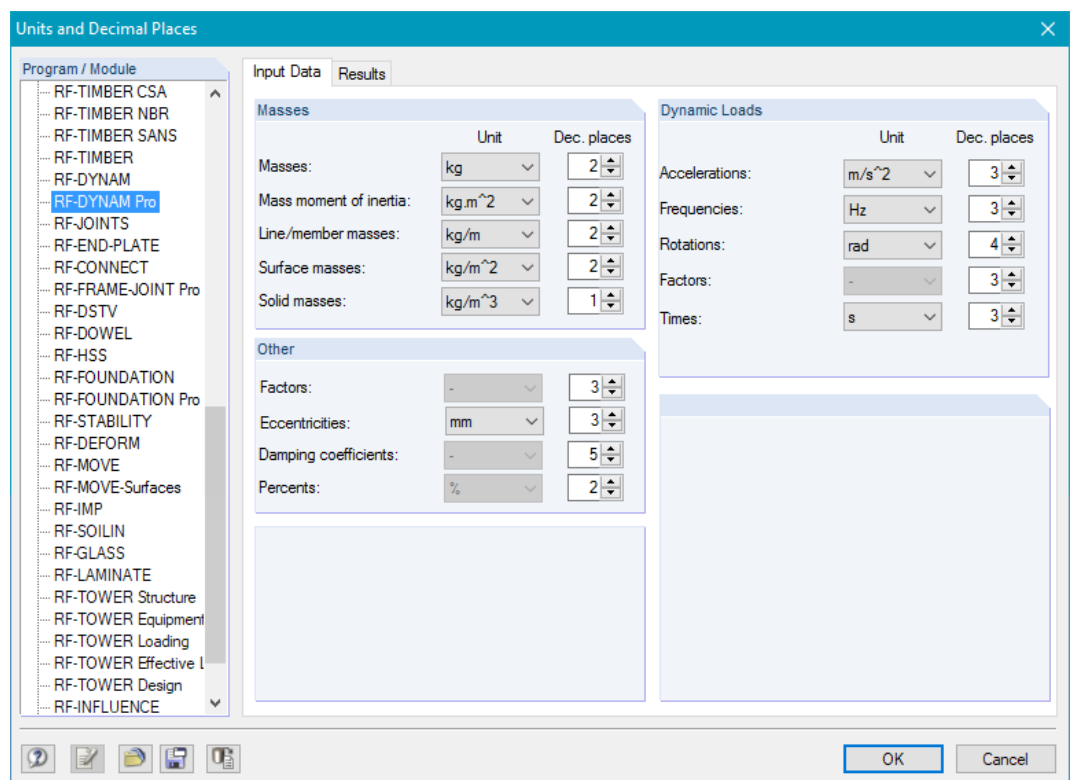 Units and Decimal Places
Program / Module
RF-TIMBER CSA
RF-TIMBER NBR
RF-TIMBER SANS
RF-TIMBER
RF-DYNAM
RF-DYNAM Pro
RF-JOINTS
RF-END-PLATE
RF-CONNECT
RF-FRAME-JOINT Pro
RF-DSTV
RF-DOWEL
RF-HSS
RF-FOUNDATION
RF-FOUNDATION Pro
RF-STABILITY
RF-DEFORM
RF-MOVE
RF-MOVE-Surfaces
RF-IMP
RF-SOILIN
RF-GLASS
RF-LAMINATE
RF-TOWER Structure
RF-TOWER Equipment
RF-TOWER Loading
RF-TOWER Effective L
RF-TOWER Design
RF-INFLUENCE
Input Data Results
Masses
Unit Dec. places
Masses: kg 2
Mass moment of inertia: kg.m^2 2
Line/member masses: kg/m 2
Surface masses: kg/m^2 2
Solid masses: kg/m^3 1
Other
Factors: - 3
Eccentricities: mm 3
Damping coefficients: - 5
Percents: % 2
Dynamic Loads
Unit Dec. places
Accelerations: m/s^2 3
Frequencies: Hz 3
Rotations: rad 4
Factors: - 3
Times: s 3
OK Cancel